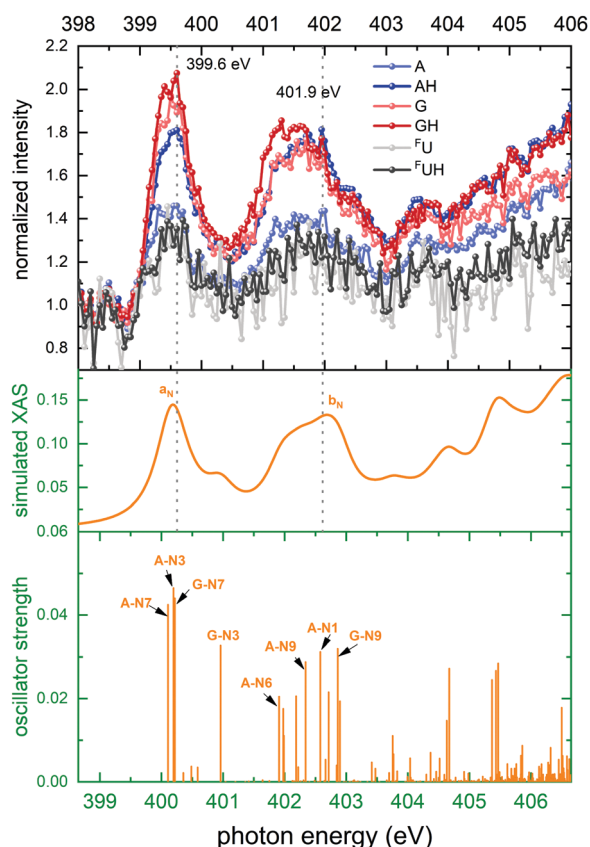 398 399 400 401 402 403 404 405 406
2.2
2.0
1.8
1.6
1.4
1.2
1.0
0.8
normalized intensity
399.6 eV
401.9 eV
A
AH
G
GH
FU
FUH
aN
bN
0.15
0.10
0.05
0.06
simulated XAS
A-N3
A-N7
G-N7
G-N3
A-N6
A-N9
A-N1
G-N9
0.04
0.02
0.00
oscillator strength
399 400 401 402 403 404 405 406
photon energy (eV)